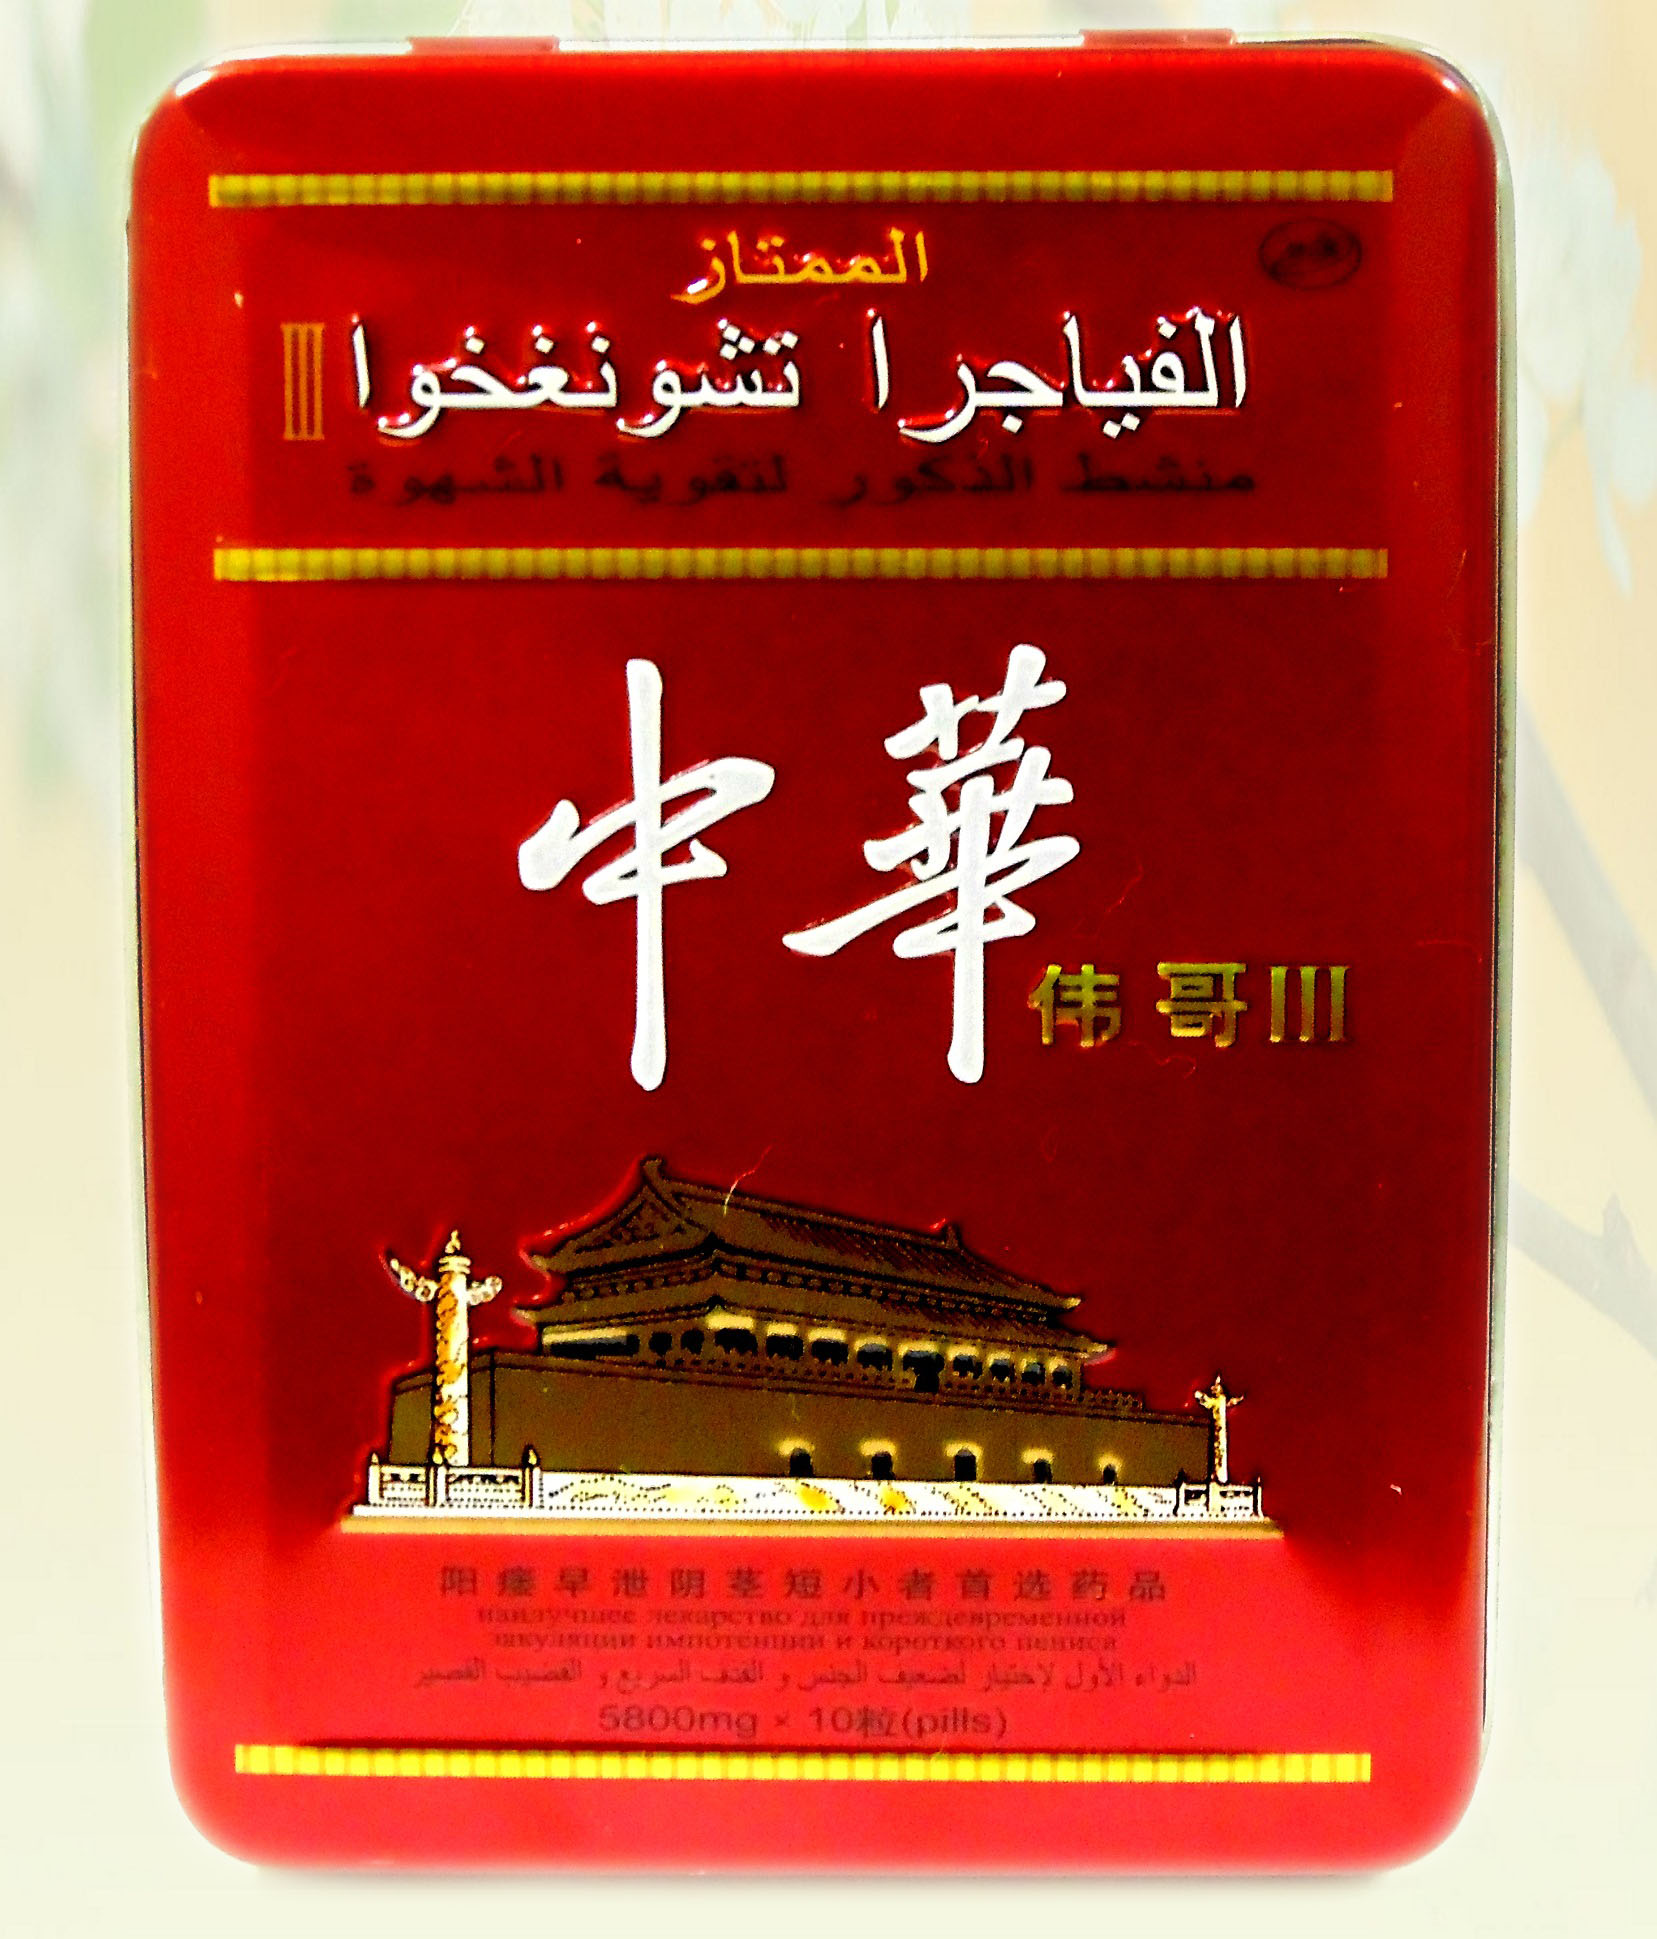 الممتاز
الفياجرا تشونغخوا III
منشط الذكور لتقوية الشهوة
中華
伟哥III
阳痿早泄阴茎短小者首选药品
наилучшее лекарство для преждевременной
импотенции и короткого пениса
الدواء الأول لإختيار لضعيف الجنس و القذف السريع و القضيب القصير
5800mg × 10粒(pills)